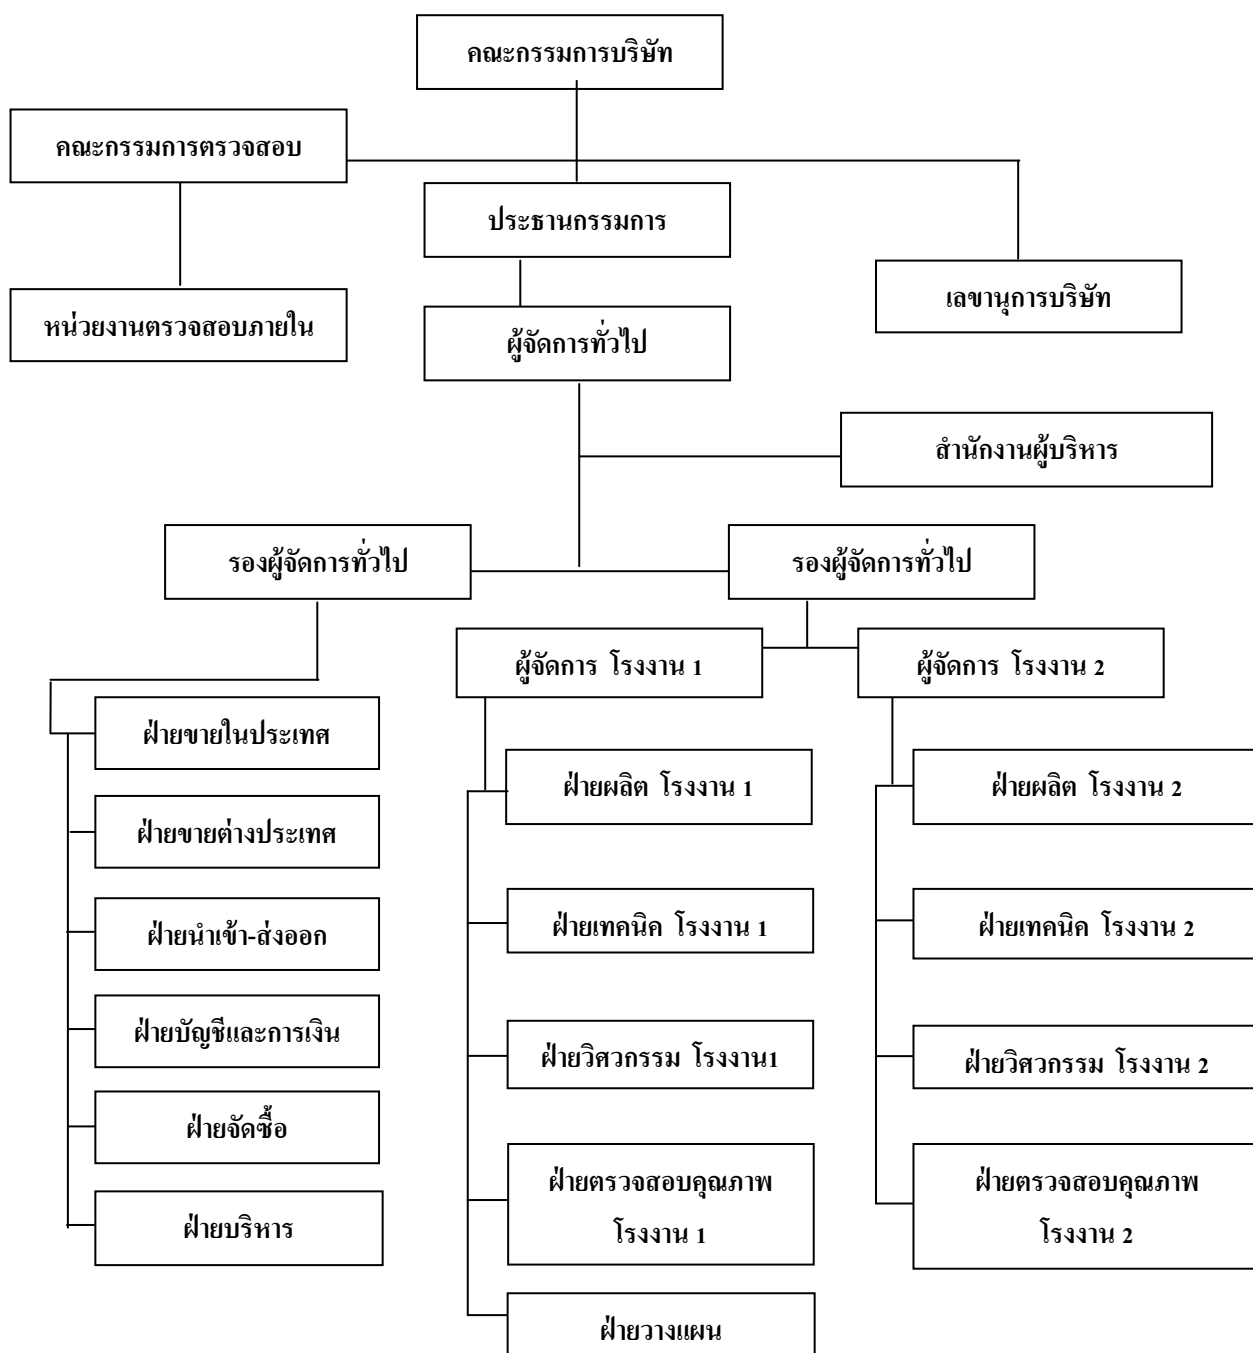 คณะกรรมการบริษัท
คณะกรรมการตรวจสอบ
ประธานกรรมการ
เลขานุการบริษัท
หน่วยงานตรวจสอบภายใน
ผู้จัดการทั่วไป
สำนักงานผู้บริหาร
รองผู้จัดการทั่วไป
รองผู้จัดการทั่วไป
ผู้จัดการ โรงงาน 1
ผู้จัดการ โรงงาน 2
ฝ่ายขายในประเทศ
ฝ่ายขายต่างประเทศ
ฝ่ายนำเข้า-ส่งออก
ฝ่ายบัญชีและการเงิน
ฝ่ายจัดซื้อ
ฝ่ายบริหาร
ฝ่ายผลิต โรงงาน 1
ฝ่ายเทคนิค โรงงาน 1
ฝ่ายวิศวกรรม โรงงาน1
ฝ่ายตรวจสอบคุณภาพ
โรงงาน 1
ฝ่ายวางแผน
ฝ่ายผลิต โรงงาน 2
ฝ่ายเทคนิค โรงงาน 2
ฝ่ายวิศวกรรม โรงงาน 2
ฝ่ายตรวจสอบคุณภาพ
โรงงาน 2